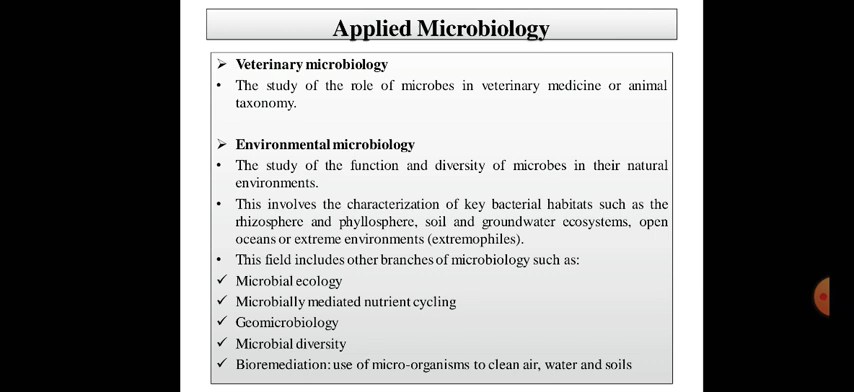 Applied Microbiology
➢ Veterinary microbiology
• The study of the role of microbes in veterinary medicine or animal
taxonomy.
➢ Environmental microbiology
• The study of the function and diversity of microbes in their natural
environments.
• This involves the characterization of key bacterial habitats such as the
rhizosphere and phyllosphere, soil and groundwater ecosystems, open
oceans or extreme environments (extremophiles).
• This field includes other branches of microbiology such as:
✓ Microbial ecology
✓ Microbially mediated nutrient cycling
✓ Geomicrobiology
✓ Microbial diversity
✓ Bioremediation: use of micro-organisms to clean air, water and soils